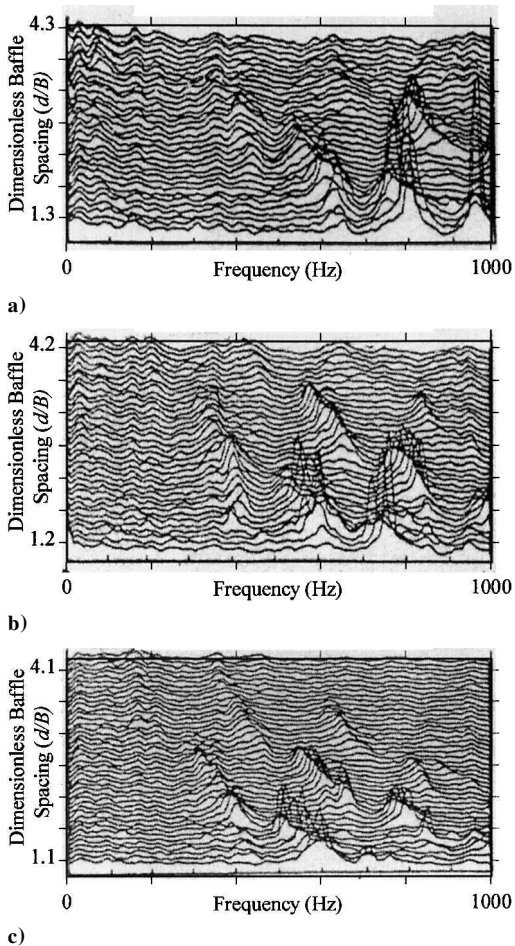 4.3
Dimensionless Baffle
Spacing (d/B)
1.3
0
Frequency (Hz)
1000
a)
4.2
Dimensionless Baffle
Spacing (d/B)
1.2
0
Frequency (Hz)
1000
b)
4.1
Dimensionless Baffle
Spacing (d/B)
1.1
0
Frequency (Hz)
1000
c)